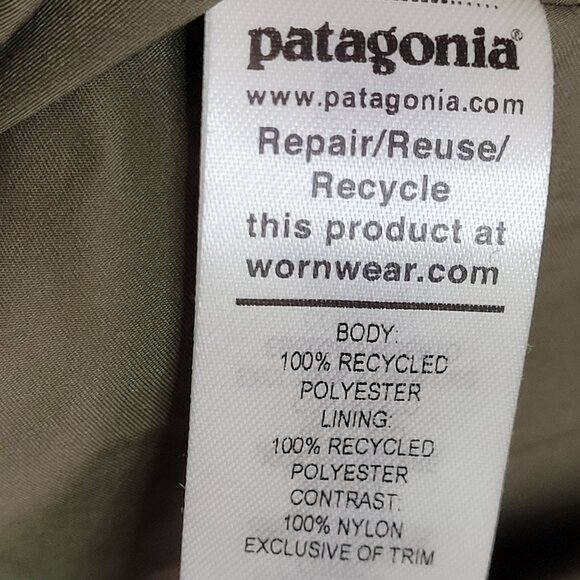 patagonia®
www.patagonia.com
Repair/Reuse/
Recycle
this product at
wornwear.com
BODY:
100% RECYCLED
POLYESTER
LINING:
100% RECYCLED
POLYESTER
CONTRAST:
100% NYLON
EXCLUSIVE OF TRIM